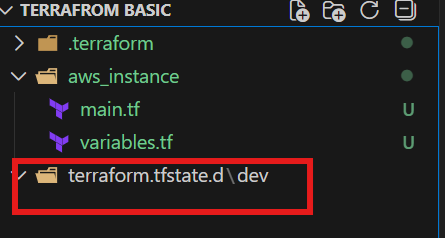 TERRAFROM BASIC
.terraform
aws_instance
main.tf U
variables.tf U
terraform.tfstate.d\dev